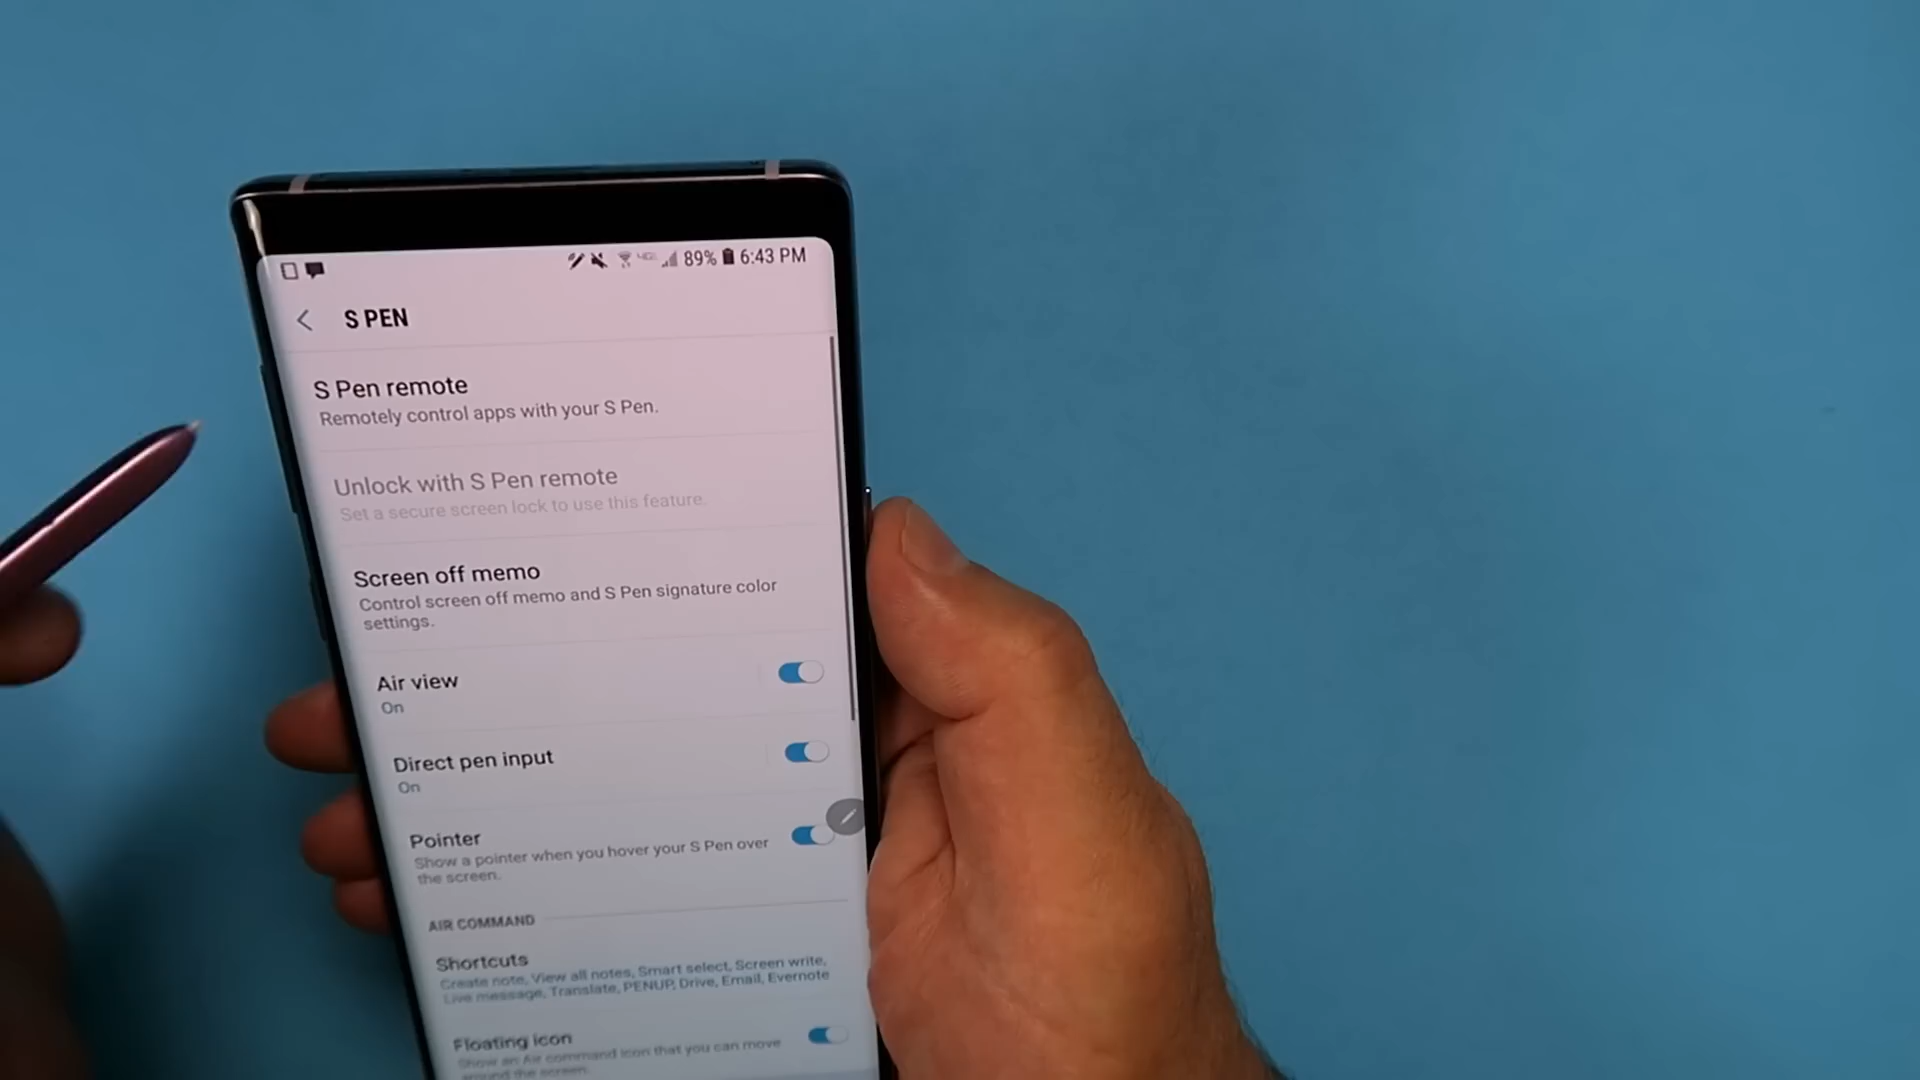 89% 6:43 PM
S PEN
S Pen remote
Remotely control apps with your S Pen.
Unlock with S Pen remote
Set a secure screen lock to use this feature.
Screen off memo
Control screen off memo and S Pen signature color
settings.
Air view
On
Direct pen input
On
Pointer
Show a pointer when you hover your S Pen over
the screen.
AIR COMMAND
Shortcuts
Create note, View all notes, Smart select, Screen write,
Live message, Translate, PENUP, Drive, Email, Evernote
Floating icon
Show an Air command icon that you can move
around the screen.